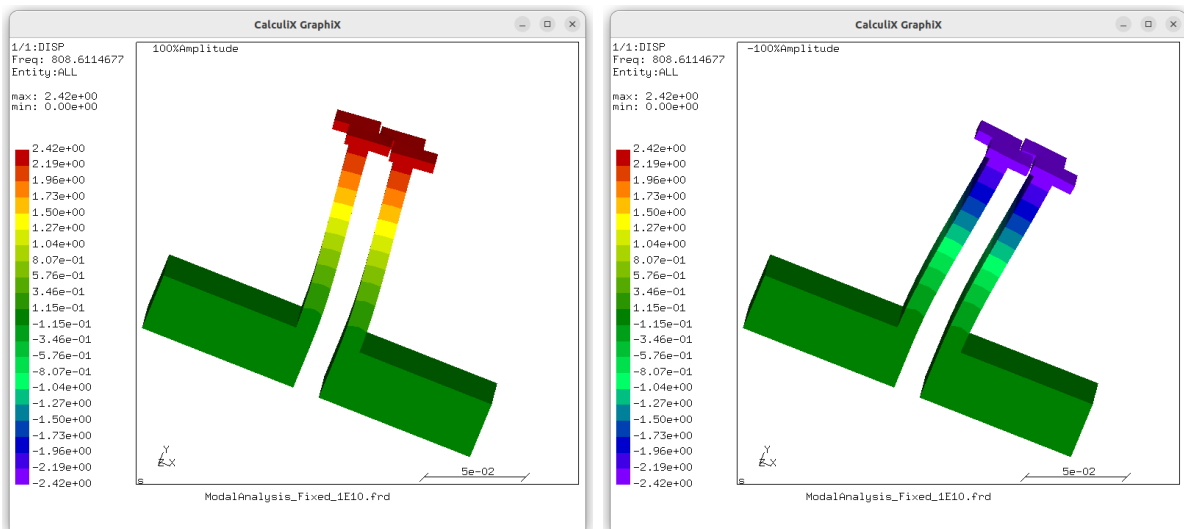 CalculiX GraphiX
1/1:DISP
Freq: 808.6114677
Entity:ALL
max: 2.42e+00
min: 0.00e+00
100%Amplitude
2.42e+00
2.19e+00
1.96e+00
1.73e+00
1.50e+00
1.27e+00
1.04e+00
8.07e-01
5.76e-01
3.46e-01
1.15e-01
-1.15e-01
-3.46e-01
-5.76e-01
-8.07e-01
-1.04e+00
-1.27e+00
-1.50e+00
-1.73e+00
-1.96e+00
-2.19e+00
-2.42e+00
Y
Z X
5e-02
s
ModalAnalysis_Fixed_1E10.frd
CalculiX GraphiX
1/1:DISP
Freq: 808.6114677
Entity:ALL
max: 2.42e+00
min: 0.00e+00
-100%Amplitude
2.42e+00
2.19e+00
1.96e+00
1.73e+00
1.50e+00
1.27e+00
1.04e+00
8.07e-01
5.76e-01
3.46e-01
1.15e-01
-1.15e-01
-3.46e-01
-5.76e-01
-8.07e-01
-1.04e+00
-1.27e+00
-1.50e+00
-1.73e+00
-1.96e+00
-2.19e+00
-2.42e+00
Y
Z X
5e-02
s
ModalAnalysis_Fixed_1E10.frd